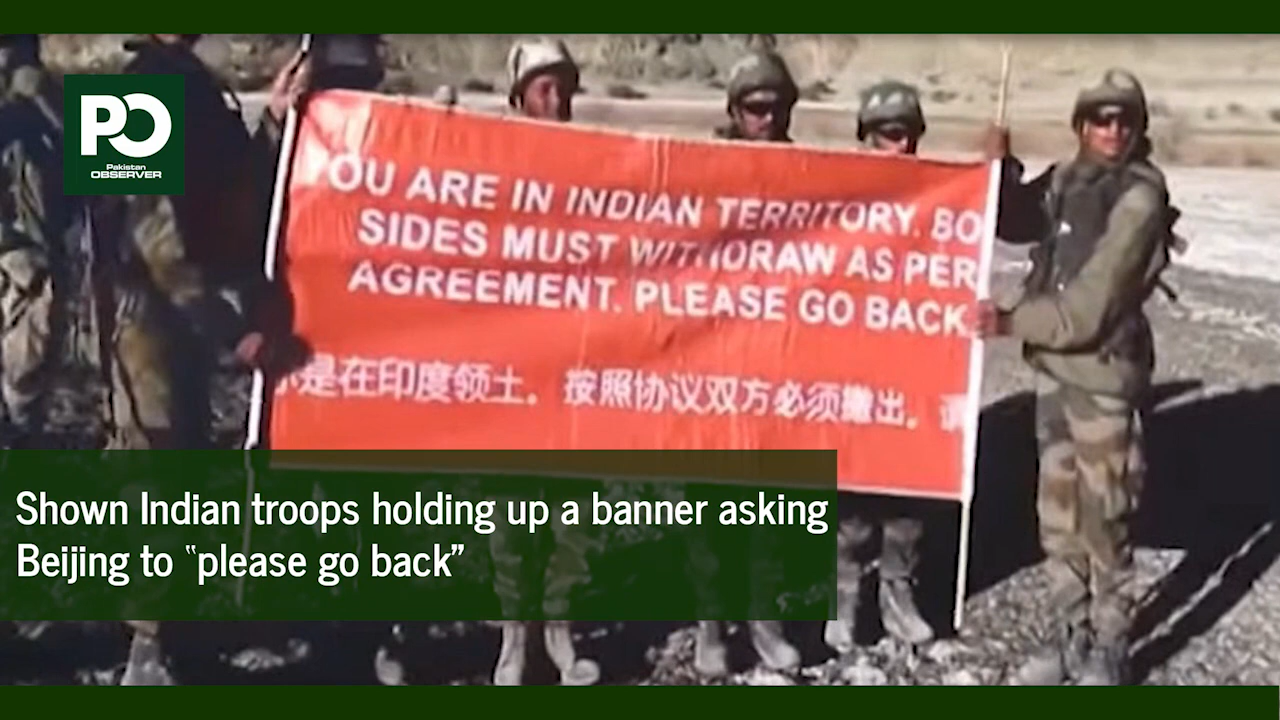 PO
Pakistan
OBSERVER
YOU ARE IN INDIAN TERRITORY. BO
SIDES MUST WITHDRAW AS PER
AGREEMENT. PLEASE GO BACK
是在印度领土。 按照协议双方必须撤出。
Shown Indian troops holding up a banner asking
Beijing to “please go back”